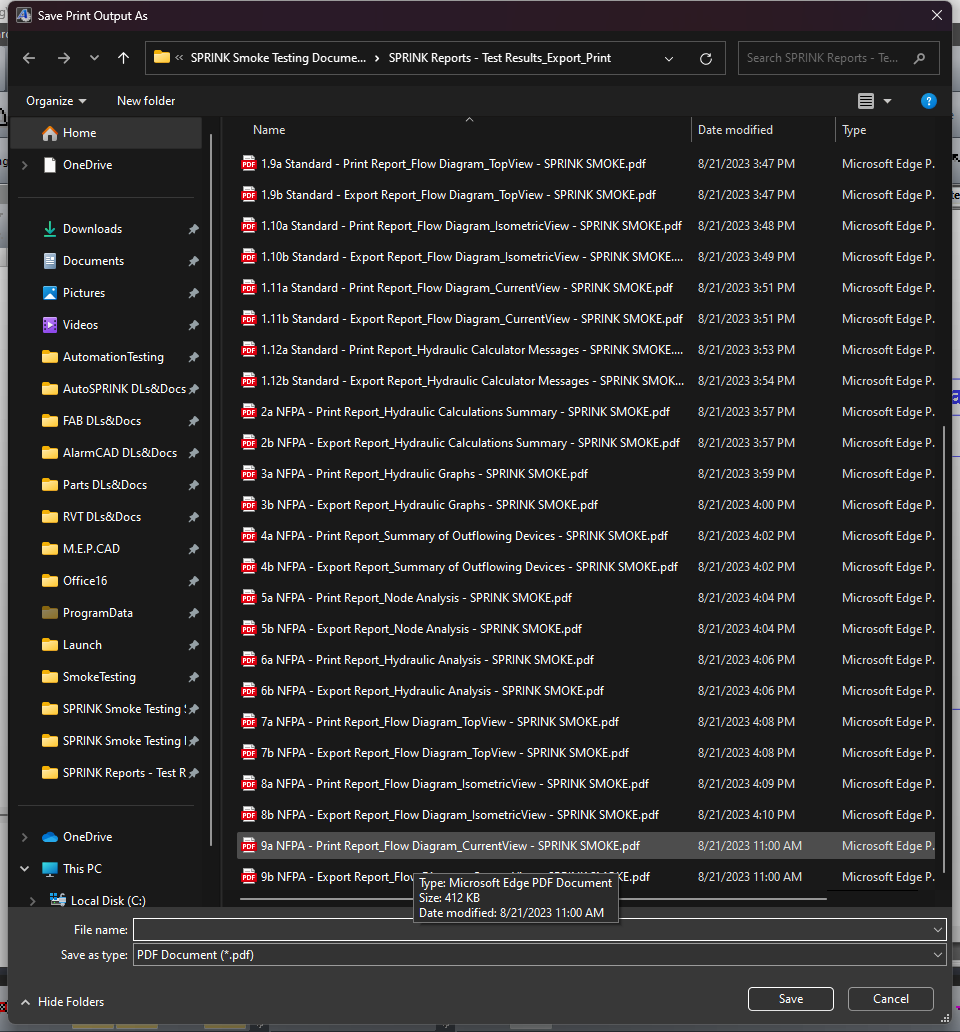 Save Print Output As
« SPRINK Smoke Testing Docume... › SPRINK Reports - Test Results_Export_Print
Search SPRINK Reports - Te...
Organize New folder
Home
OneDrive
Downloads
Documents
Pictures
Videos
AutomationTesting
AutoSPRINK DLs&Docs
FAB DLs&Docs
AlarmCAD DLs&Docs
Parts DLs&Docs
RVT DLs&Docs
M.E.P.CAD
Office16
ProgramData
Launch
SmokeTesting
SPRINK Smoke Testing
SPRINK Smoke Testing
SPRINK Reports - Test R
OneDrive
This PC
Local Disk (C:)
Name Date modified Type
1.9a Standard - Print Report_Flow Diagram_TopView - SPRINK SMOKE.pdf 8/21/2023 3:47 PM Microsoft Edge P.
1.9b Standard - Export Report_Flow Diagram_TopView - SPRINK SMOKE.pdf 8/21/2023 3:47 PM Microsoft Edge P.
1.10a Standard - Print Report_Flow Diagram_IsometricView - SPRINK SMOKE.pdf 8/21/2023 3:48 PM Microsoft Edge P.
1.10b Standard - Export Report_Flow Diagram_IsometricView - SPRINK SMOKE.... 8/21/2023 3:49 PM Microsoft Edge P.
1.11a Standard - Print Report_Flow Diagram_CurrentView - SPRINK SMOKE.pdf 8/21/2023 3:51 PM Microsoft Edge P.
1.11b Standard - Export Report_Flow Diagram_CurrentView - SPRINK SMOKE.pdf 8/21/2023 3:51 PM Microsoft Edge P.
1.12a Standard - Print Report_Hydraulic Calculator Messages - SPRINK SMOKE.... 8/21/2023 3:53 PM Microsoft Edge P.
1.12b Standard - Export Report_Hydraulic Calculator Messages - SPRINK SMOK... 8/21/2023 3:54 PM Microsoft Edge P.
2a NFPA - Print Report_Hydraulic Calculations Summary - SPRINK SMOKE.pdf 8/21/2023 3:57 PM Microsoft Edge P.
2b NFPA - Export Report_Hydraulic Calculations Summary - SPRINK SMOKE.pdf 8/21/2023 3:57 PM Microsoft Edge P.
3a NFPA - Print Report_Hydraulic Graphs - SPRINK SMOKE.pdf 8/21/2023 3:59 PM Microsoft Edge P.
3b NFPA - Export Report_Hydraulic Graphs - SPRINK SMOKE.pdf 8/21/2023 4:00 PM Microsoft Edge P.
4a NFPA - Print Report_Summary of Outflowing Devices - SPRINK SMOKE.pdf 8/21/2023 4:02 PM Microsoft Edge P.
4b NFPA - Export Report_Summary of Outflowing Devices - SPRINK SMOKE.pdf 8/21/2023 4:02 PM Microsoft Edge P.
5a NFPA - Print Report_Node Analysis - SPRINK SMOKE.pdf 8/21/2023 4:04 PM Microsoft Edge P.
5b NFPA - Export Report_Node Analysis - SPRINK SMOKE.pdf 8/21/2023 4:04 PM Microsoft Edge P.
6a NFPA - Print Report_Hydraulic Analysis - SPRINK SMOKE.pdf 8/21/2023 4:06 PM Microsoft Edge P.
6b NFPA - Export Report_Hydraulic Analysis - SPRINK SMOKE.pdf 8/21/2023 4:06 PM Microsoft Edge P.
7a NFPA - Print Report_Flow Diagram_TopView - SPRINK SMOKE.pdf 8/21/2023 4:08 PM Microsoft Edge P.
7b NFPA - Export Report_Flow Diagram_TopView - SPRINK SMOKE.pdf 8/21/2023 4:08 PM Microsoft Edge P.
8a NFPA - Print Report_Flow Diagram_IsometricView - SPRINK SMOKE.pdf 8/21/2023 4:09 PM Microsoft Edge P.
8b NFPA - Export Report_Flow Diagram_IsometricView - SPRINK SMOKE.pdf 8/21/2023 4:10 PM Microsoft Edge P.
9a NFPA - Print Report_Flow Diagram_CurrentView - SPRINK SMOKE.pdf 8/21/2023 11:00 AM Microsoft Edge P.
9b NFPA - Export Report_Flow SPRINK SMOKE.pdf 8/21/2023 11:00 AM Microsoft Edge P.
Type: Microsoft Edge PDF Document
Size: 412 KB
Date modified: 8/21/2023 11:00 AM
File name:
Save as type: PDF Document (*.pdf)
Hide Folders Save Cancel